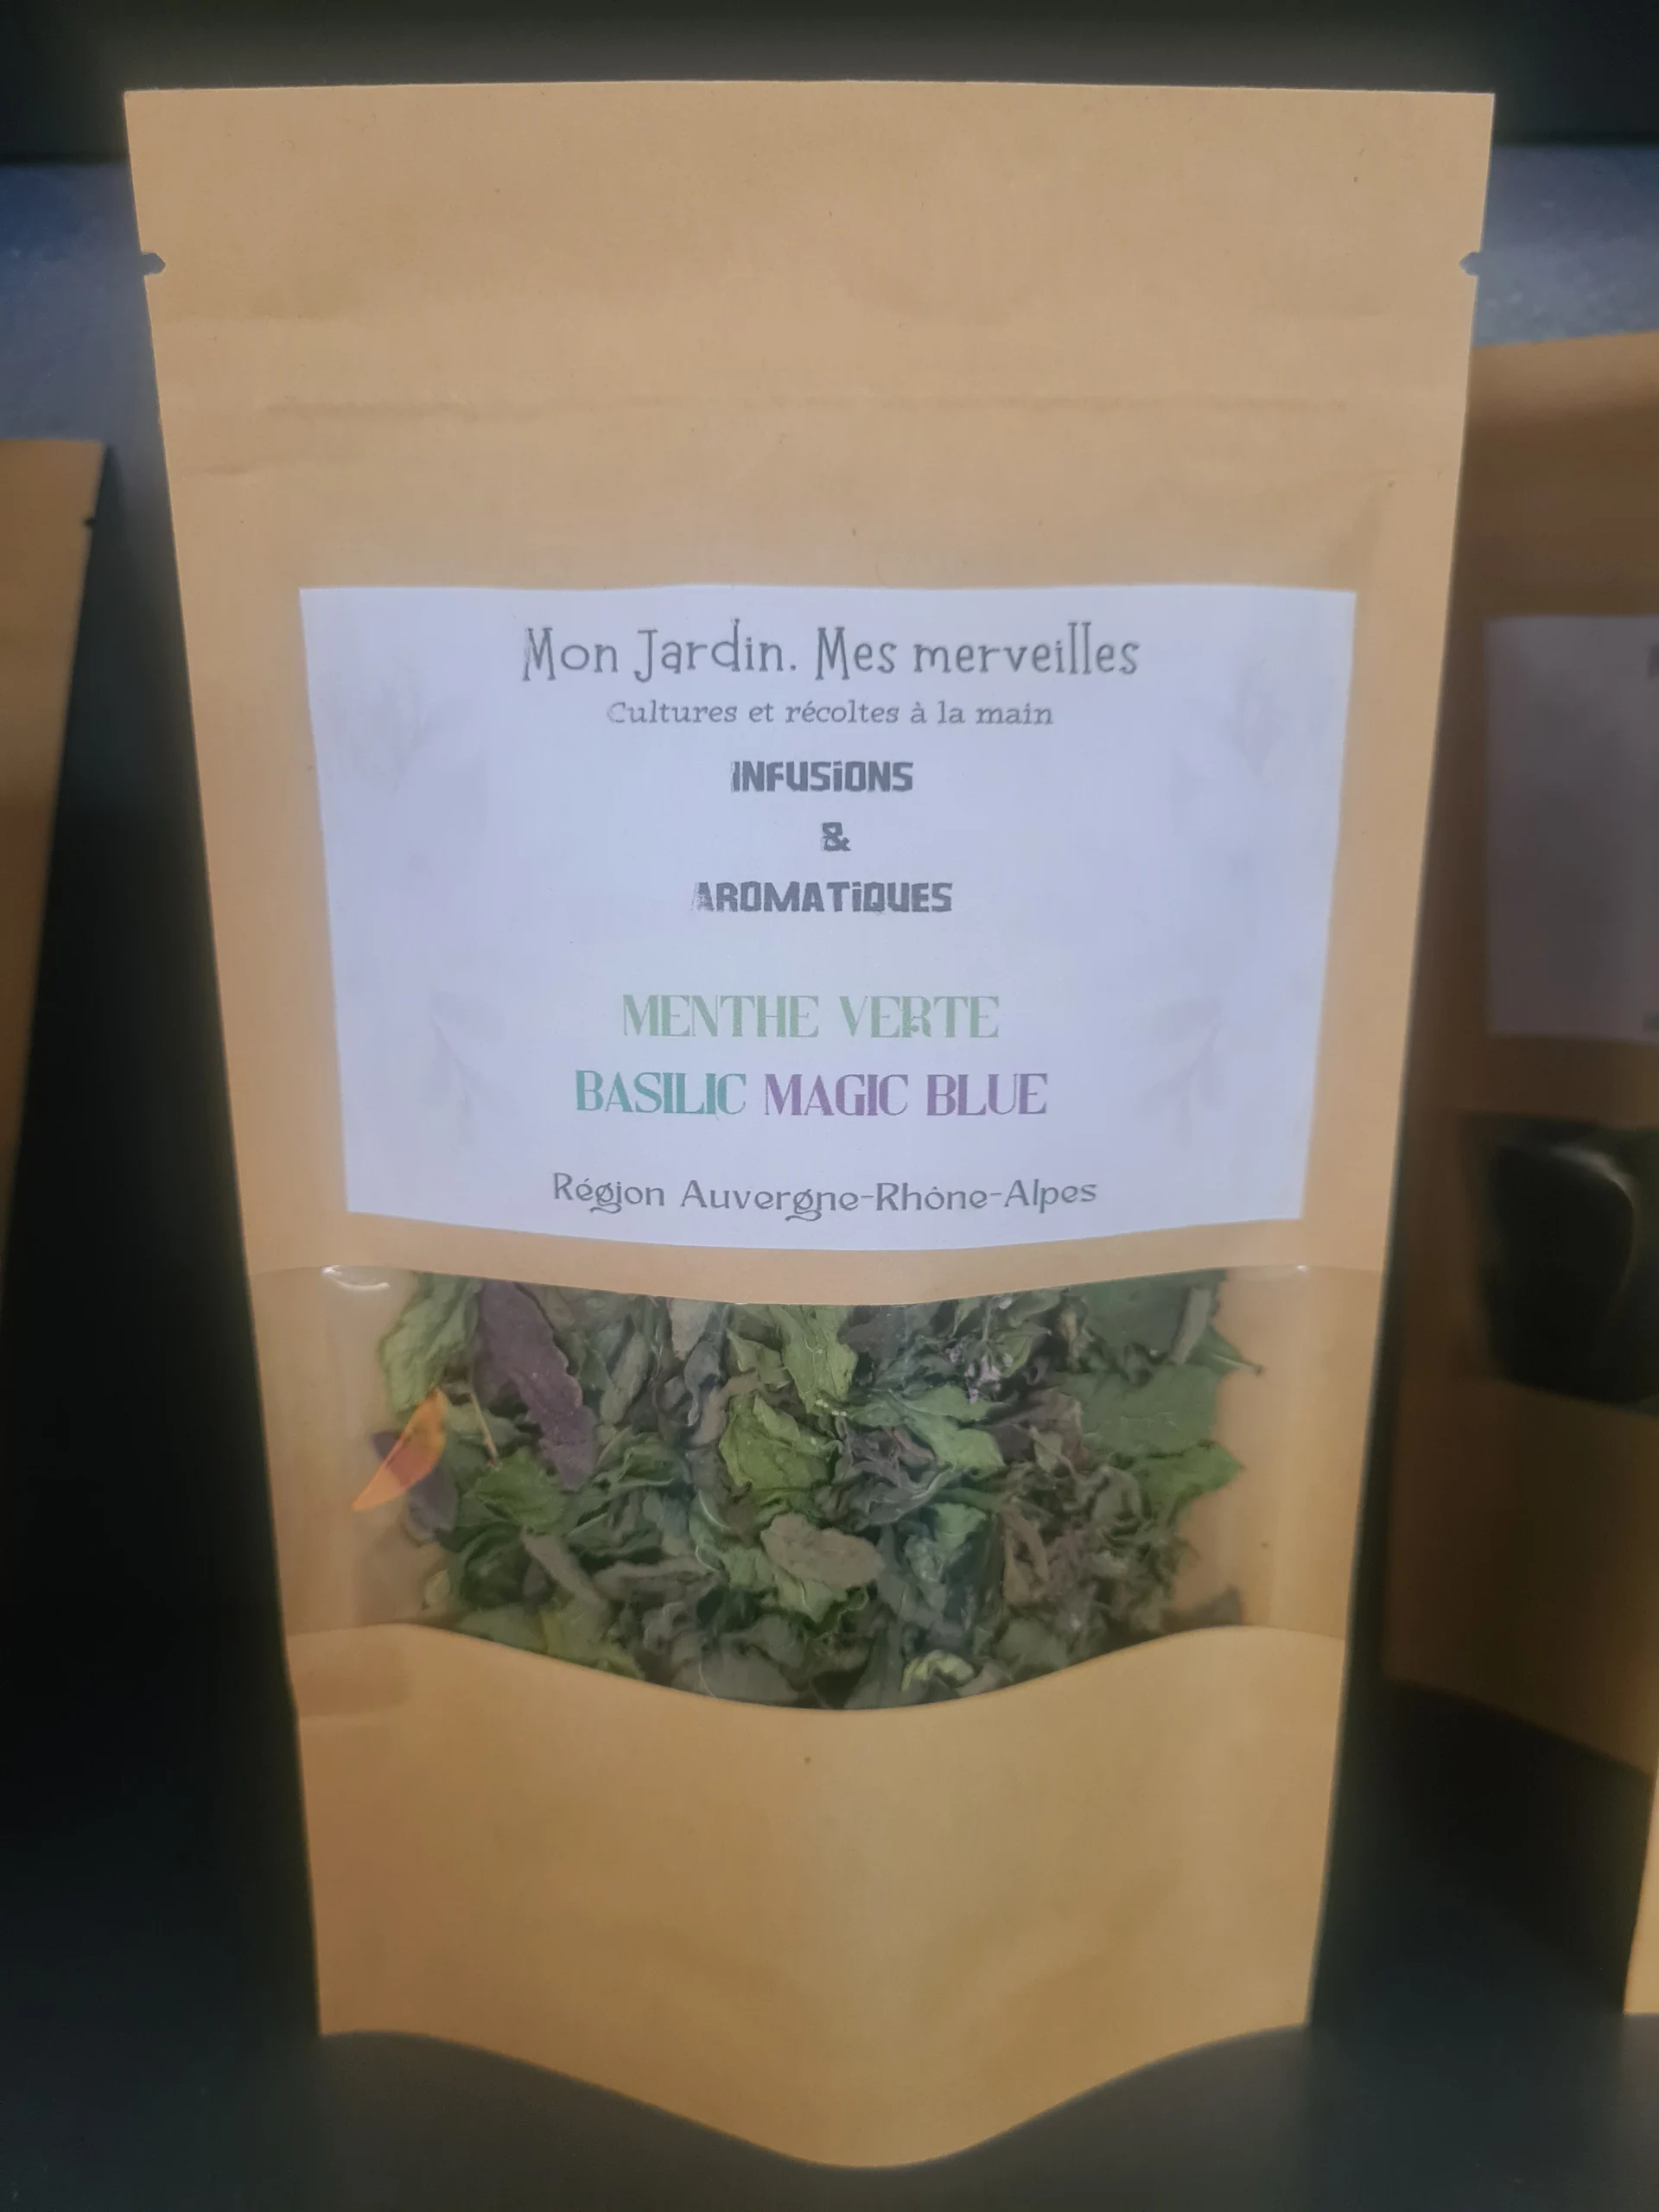 Mon Jardin. Mes merveilles
Cultures et récoltes à la main
INFUSIONS
&
AROMATIQUES
MENTHE VERTE
BASILIC MAGIC BLUE
Région Auvergne-Rhône-Alpes